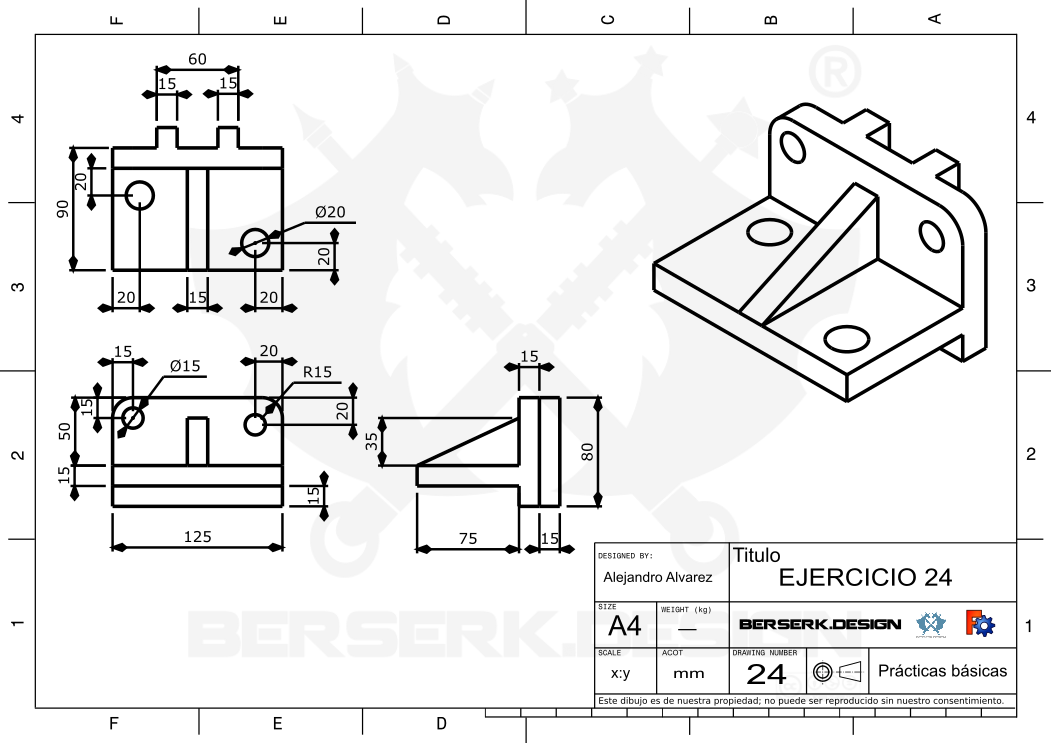 F E D C B A
®
4 4
60
15 15
20
90
Ø20
20
3 3
20 15 20
15 20 15
Ø15 R15
15 20
50 35 80
2 2
15 15
125 75 15
DESIGNED BY:
Alejandro Alvarez
Titulo
EJERCICIO 24
SIZE
A4
WEIGHT (kg)
—
BERSERK.DESIGN
BERSERK.DESIGN
1 1
SCALE
x:y
ACOT
mm
DRAWING NUMBER
24
Prácticas básicas
Este dibujo es de nuestra propiedad; no puede ser reproducido sin nuestro consentimiento.
F E D